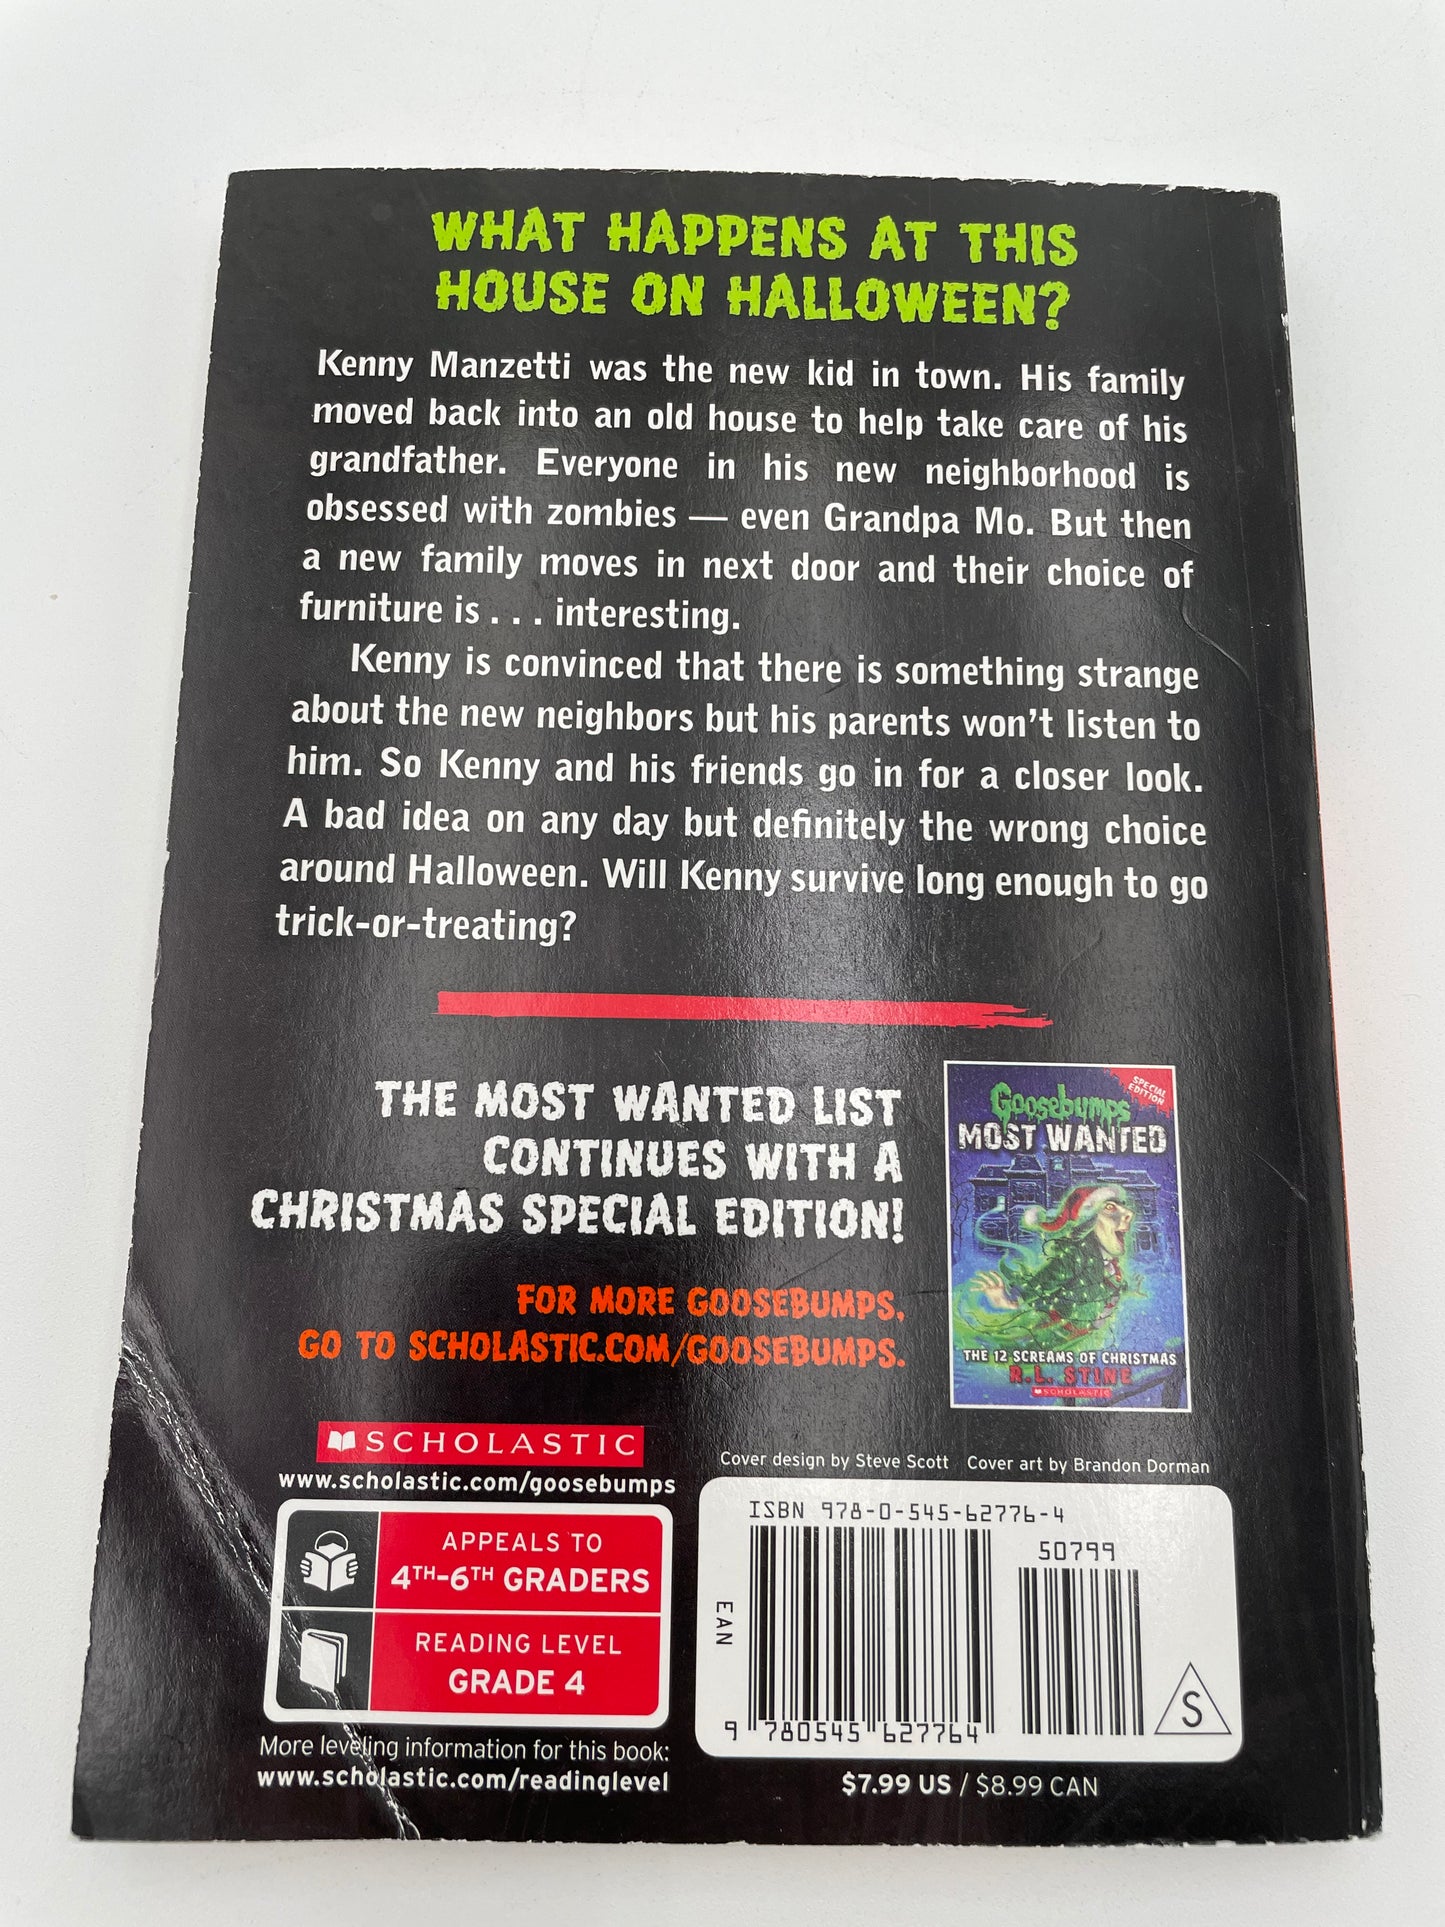 WHAT HAPPENS AT THIS
HOUSE ON HALLOWEEN?
Kenny Manzetti was the new kid in town. His family
moved back into an old house to help take care of his
grandfather. Everyone in his new neighborhood is
obsessed with zombies — even Grandpa Mo. But then
a new family moves in next door and their choice of
furniture is . . . interesting.
Kenny is convinced that there is something strange
about the new neighbors but his parents won't listen to
him. So Kenny and his friends go in for a closer look.
A bad idea on any day but definitely the wrong choice
around Halloween. Will Kenny survive long enough to go
trick-or-treating?
THE MOST WANTED LIST
CONTINUES WITH A
CHRISTMAS SPECIAL EDITION!
FOR MORE GOOSEBUMPS,
GO TO SCHOLASTIC.COM/GOOSEBUMPS.
SPECIAL
EDITION
Goosebumps
MOST WANTED
THE 12 SCREAMS OF CHRISTMAS
R.L. STINE
SCHOLASTIC
SCHOLASTIC
www.scholastic.com/goosebumps
Cover design by Steve Scott Cover art by Brandon Dorman
APPEALS TO
4TH–6TH GRADERS
READING LEVEL
GRADE 4
More leveling information for this book:
www.scholastic.com/readinglevel
ISBN 978-0-545-62776-4
50799
EAN
9 780545 627764
S
$7.99 US / $8.99 CAN